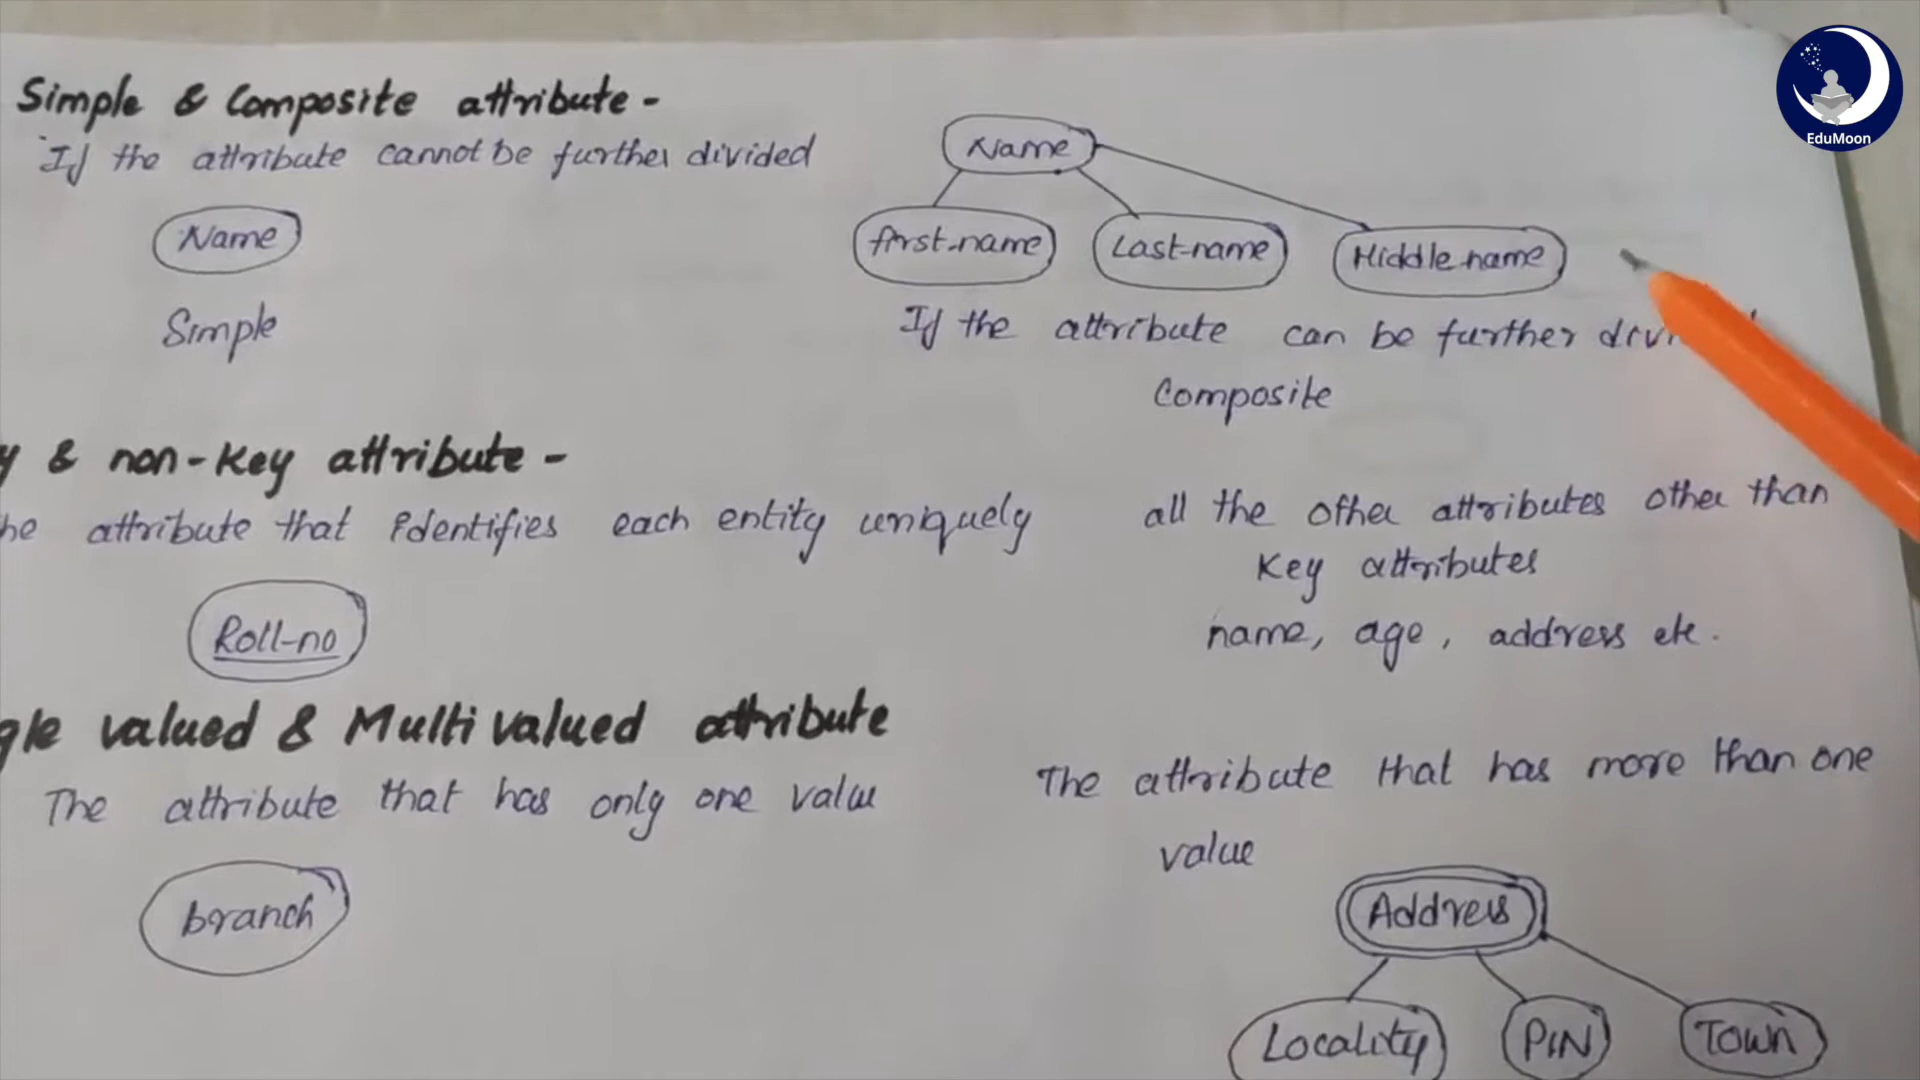 EduMoon
Simple & Composite attribute -
If the attribute cannot be further divided
Name
Simple
Name
first-name Last-name Middle name
If the attribute can be further
Composite
& non-Key attribute -
attribute that identifies each entity uniquely
Roll-no
all the other attributes other than
Key attributes
name, age, address etc.
valued & Multi valued attribute
The attribute that has only one value
branch
The attribute that has more than one
value
Address
Locality PIN Town